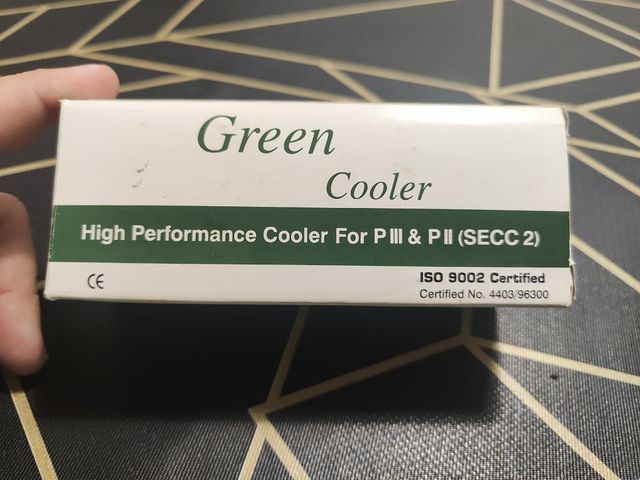 Green
Cooler
High Performance Cooler For PIII & PII (SECC 2)
CE
ISO 9002 Certified
Certified No. 4403/96300